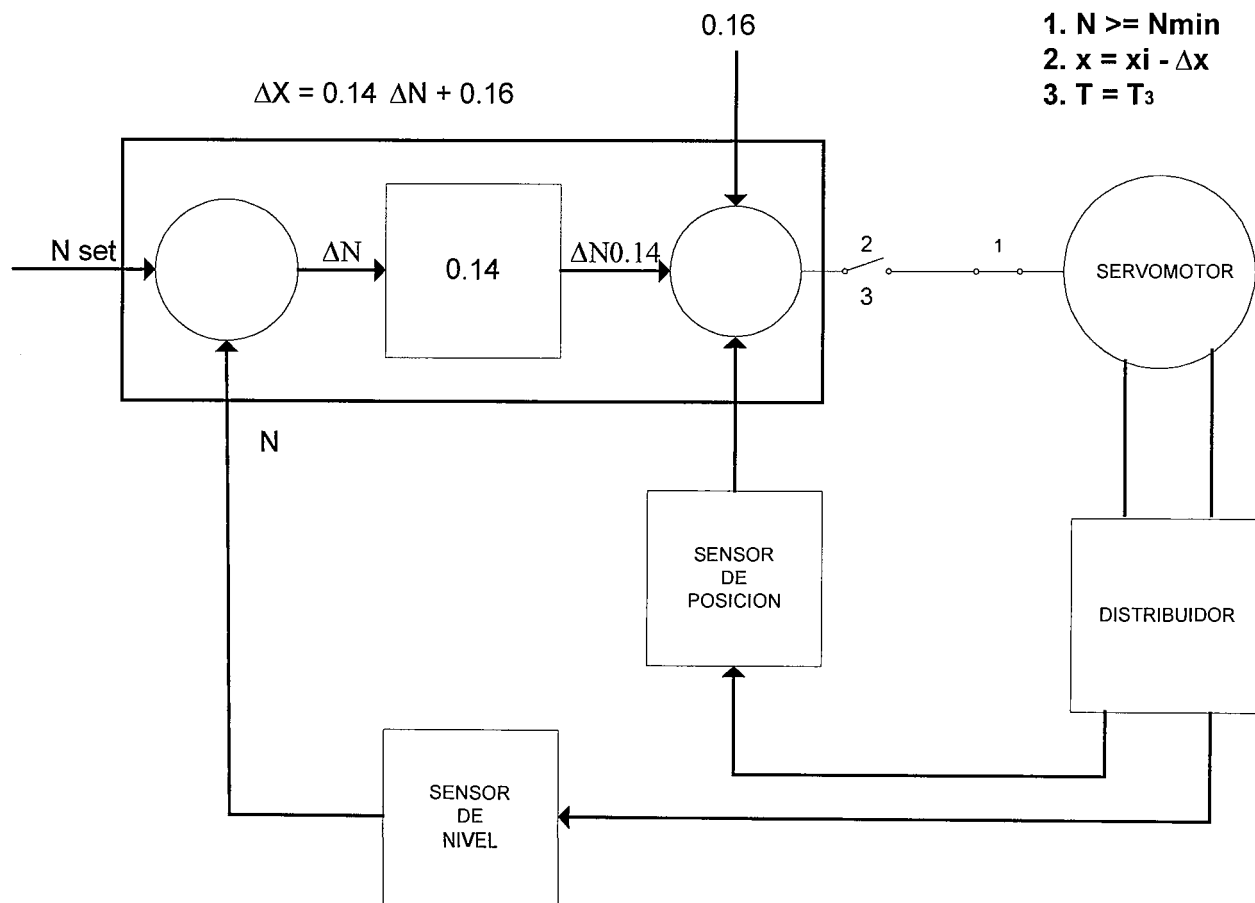 0.16
1. N >= Nmin
2. x = xi - Δx
3. T = T₃
ΔX = 0.14 ΔN + 0.16
N set
ΔN
0.14
ΔN0.14
2
3
1
SERVOMOTOR
N
SENSOR
DE
POSICION
DISTRIBUIDOR
SENSOR
DE
NIVEL